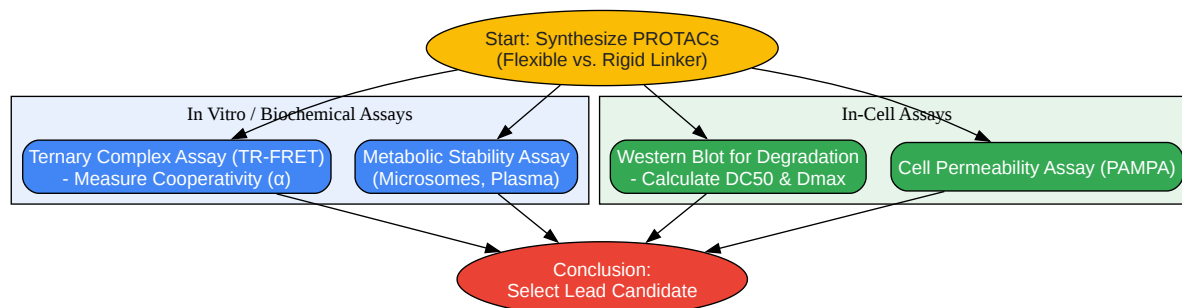 Start: Synthesize PROTACs
(Flexible vs. Rigid Linker)
In Vitro / Biochemical Assays
In-Cell Assays
Ternary Complex Assay (TR-FRET)
- Measure Cooperativity (α)
Metabolic Stability Assay
(Microsomes, Plasma)
Western Blot for Degradation
- Calculate DC50 & Dmax
Cell Permeability Assay (PAMPA)
Conclusion:
Select Lead Candidate